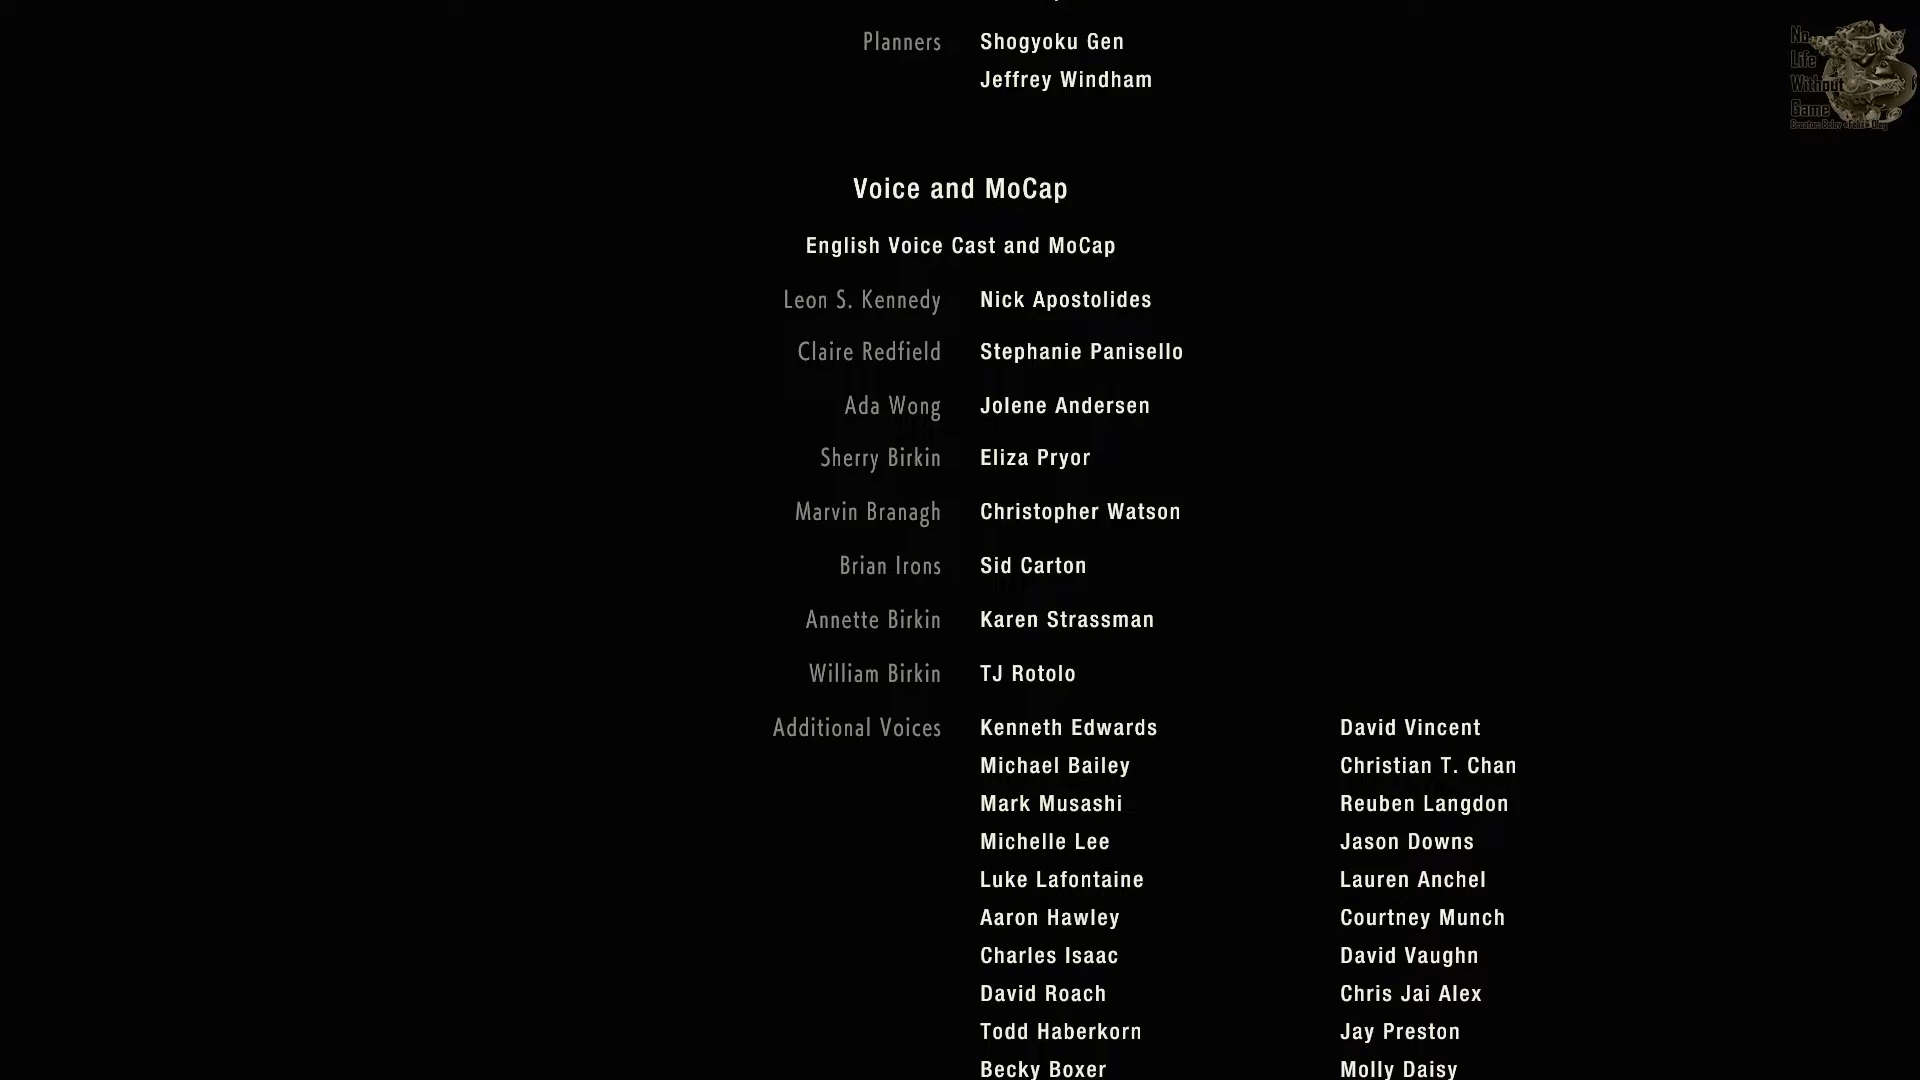 Planners Shogyoku Gen
Jeffrey Windham
Voice and MoCap
English Voice Cast and MoCap
Leon S. Kennedy Nick Apostolides
Claire Redfield Stephanie Panisello
Ada Wong Jolene Andersen
Sherry Birkin Eliza Pryor
Marvin Branagh Christopher Watson
Brian Irons Sid Carton
Annette Birkin Karen Strassman
William Birkin TJ Rotolo
Additional Voices Kenneth Edwards David Vincent
Michael Bailey Christian T. Chan
Mark Musashi Reuben Langdon
Michelle Lee Jason Downs
Luke Lafontaine Lauren Anchel
Aaron Hawley Courtney Munch
Charles Isaac David Vaughn
David Roach Chris Jai Alex
Todd Haberkorn Jay Preston
Becky Boxer Molly Daisy
No
Life
Without
Game